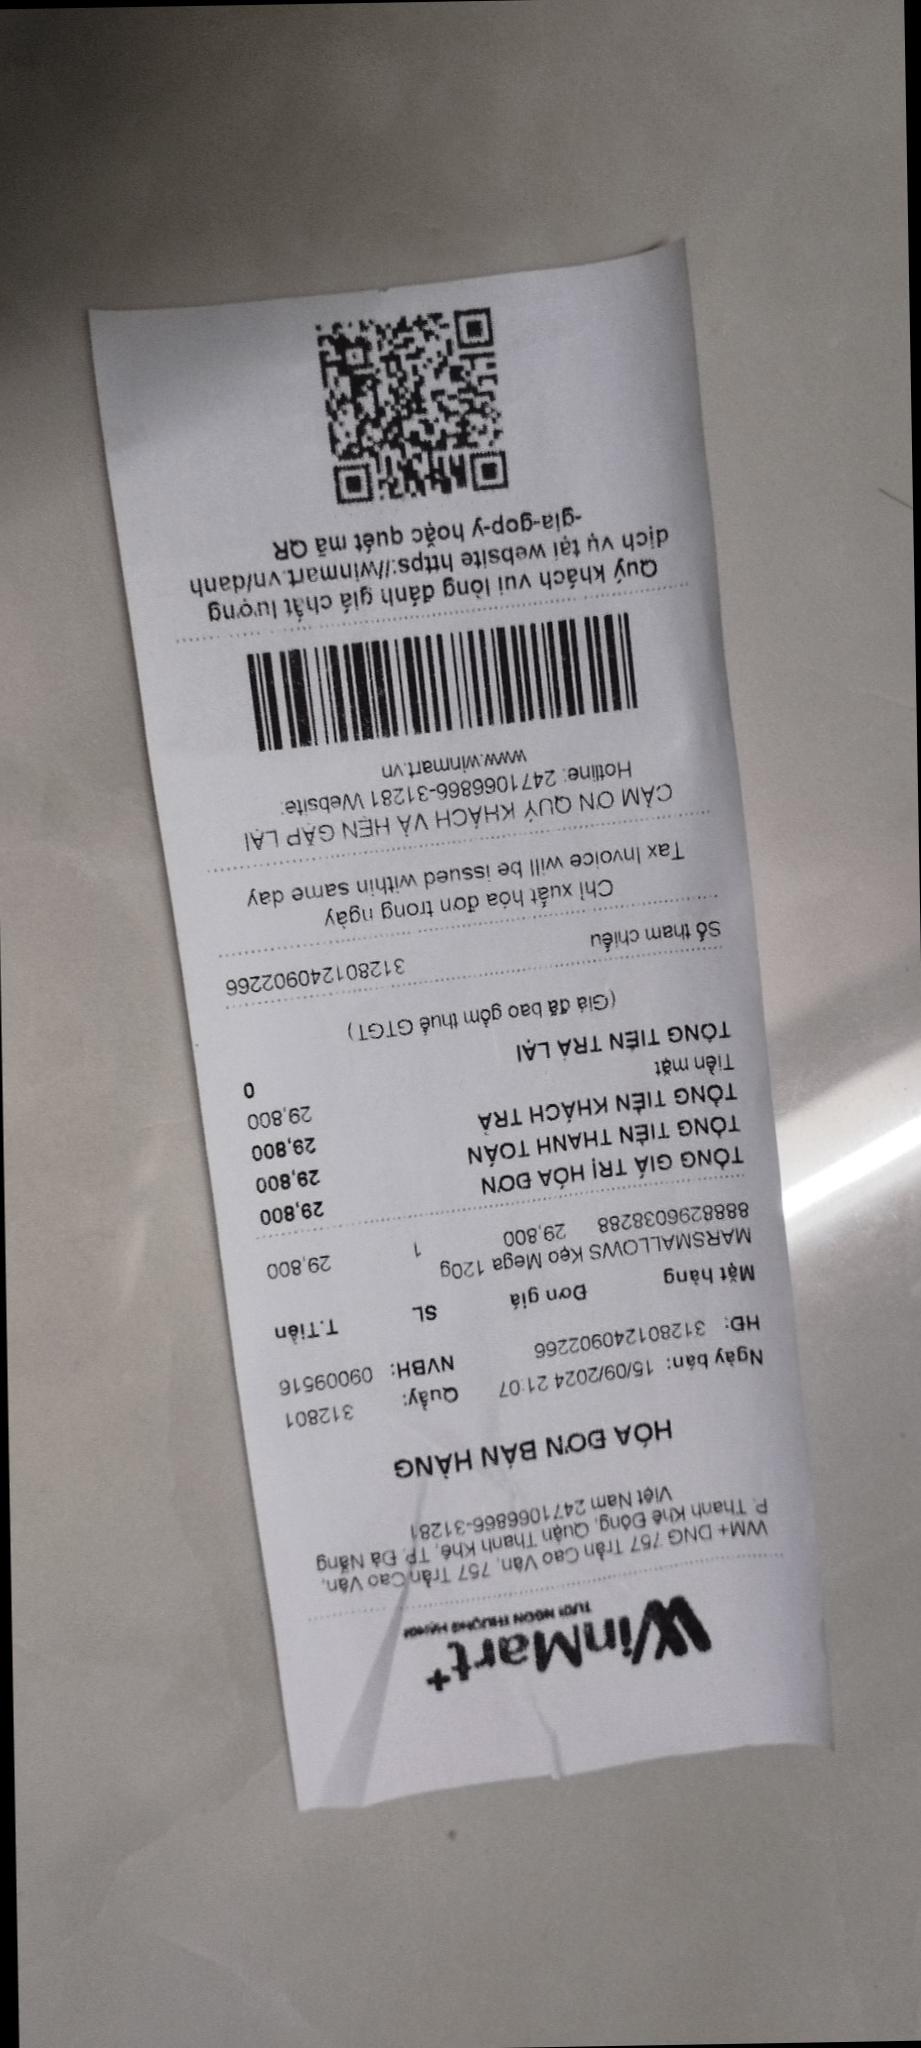 WinMart+
TƯƠI NGON THƯỢNG HẠNG
WM+ DNG 757 Trần Cao Vân, 757 Trần Cao Vân,
P. Thanh Khê Đông, Quận Thanh Khê, TP. Đà Nẵng
Việt Nam 2471066866-31281
HÓA ĐƠN BÁN HÀNG
Ngày bán: 15/09/2024 21:07 Quầy: 312801
HĐ: 31280124090226​6 NVBH: 09009516
Mặt hàng Đơn giá SL T.Tiền
MARSMALLOWS Kẹo Mega 120g
8888296038288 29,800 1 29,800
TỔNG GIÁ TRỊ HÓA ĐƠN 29,800
TỔNG TIỀN THANH TOÁN 29,800
TỔNG TIỀN KHÁCH TRẢ 29,800
Tiền mặt 29,800
TỔNG TIỀN TRẢ LẠI 0
(Giá đã bao gồm thuế GTGT)
Số tham chiếu 312801240902266
Chỉ xuất hóa đơn trong ngày
Tax Invoice will be issued within same day
CẢM ƠN QUÝ KHÁCH VÀ HẸN GẶP LẠI
Hotline: 2471066866-31281 Website:
www.winmart.vn
Quý khách vui lòng đánh giá chất lượng
dịch vụ tại website https://winmart.vn/danh
-gia-gop-y hoặc quét mã QR